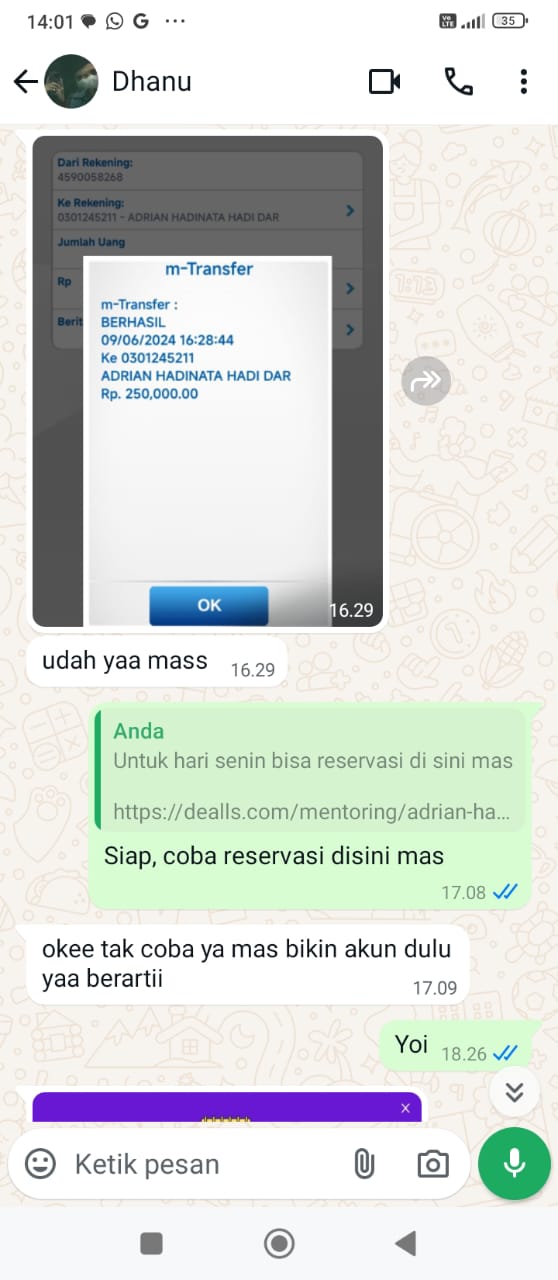 14:01
35
Dhanu
Dari Rekening:
4590058268
Ke Rekening:
0301245211 - ADRIAN HADINATA HADI DAR
Jumlah Uang
Rp
Berit
m-Transfer
m-Transfer :
BERHASIL
09/06/2024 16:28:44
Ke 0301245211
ADRIAN HADINATA HADI DAR
Rp. 250,000.00
OK
16.29
udah yaa mass
16.29
Anda
Untuk hari senin bisa reservasi di sini mas
https://dealls.com/mentoring/adrian-ha...
Siap, coba reservasi disini mas
17.08
okee tak coba ya mas bikin akun dulu
yaa berartii
17.09
Yoi
18.26
Ketik pesan